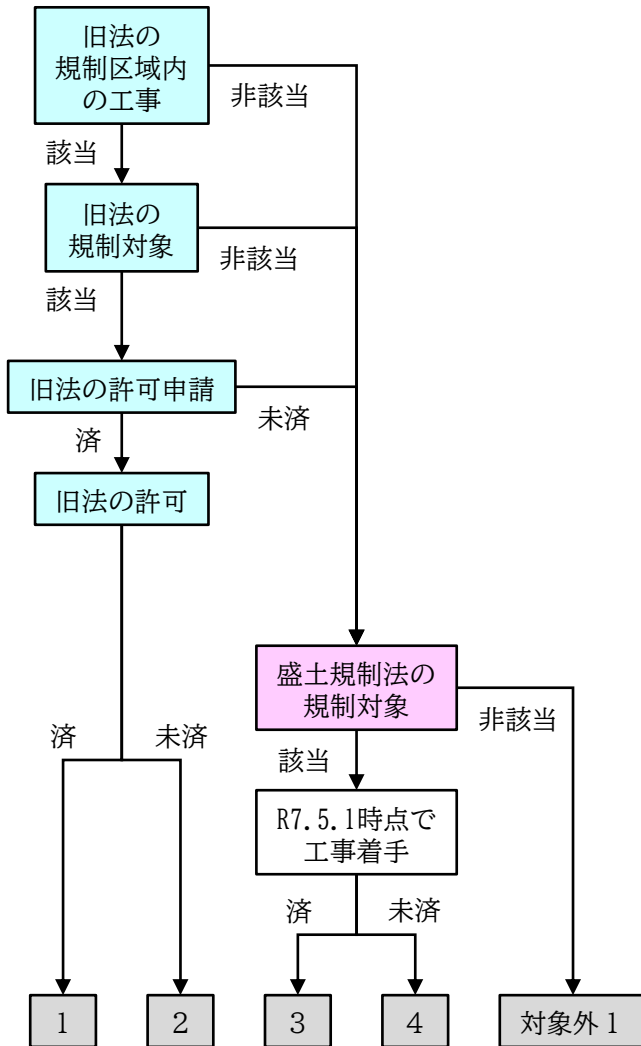 旧法の
規制区域内
の工事
非該当
該当
旧法の
規制対象
非該当
該当
旧法の許可申請
未済
済
旧法の許可
盛土規制法の
規制対象
非該当
済
未済
該当
R7.5.1時点で
工事着手
済
未済
1
2
3
4
対象外1